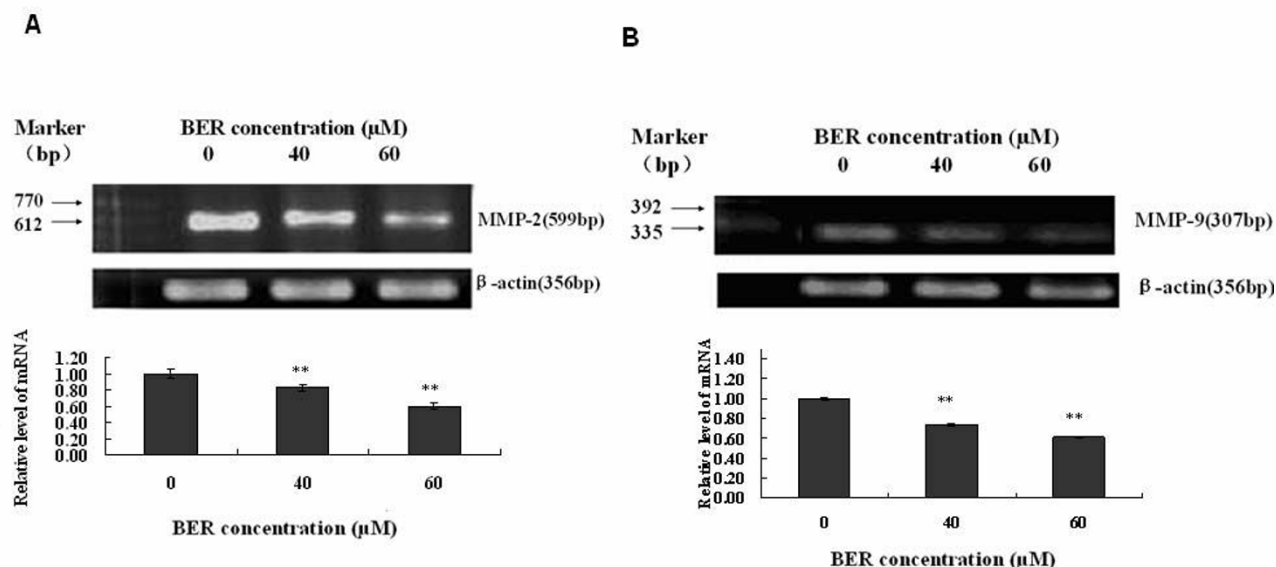 A
BER concentration (μM)
Marker
(bp)
0 40 60
770
612
MMP-2(599bp)
β-actin(356bp)
Relative level of mRNA
1.20
1.00
0.80
0.60
0.40
0.20
0.00
**
**
0 40 60
BER concentration (μM)
B
BER concentration (μM)
Marker
(bp)
0 40 60
392
335
MMP-9(307bp)
β-actin(356bp)
Relative level of mRNA
1.40
1.20
1.00
0.80
0.60
0.40
0.20
0.00
**
**
0 40 60
BER concentration (μM)